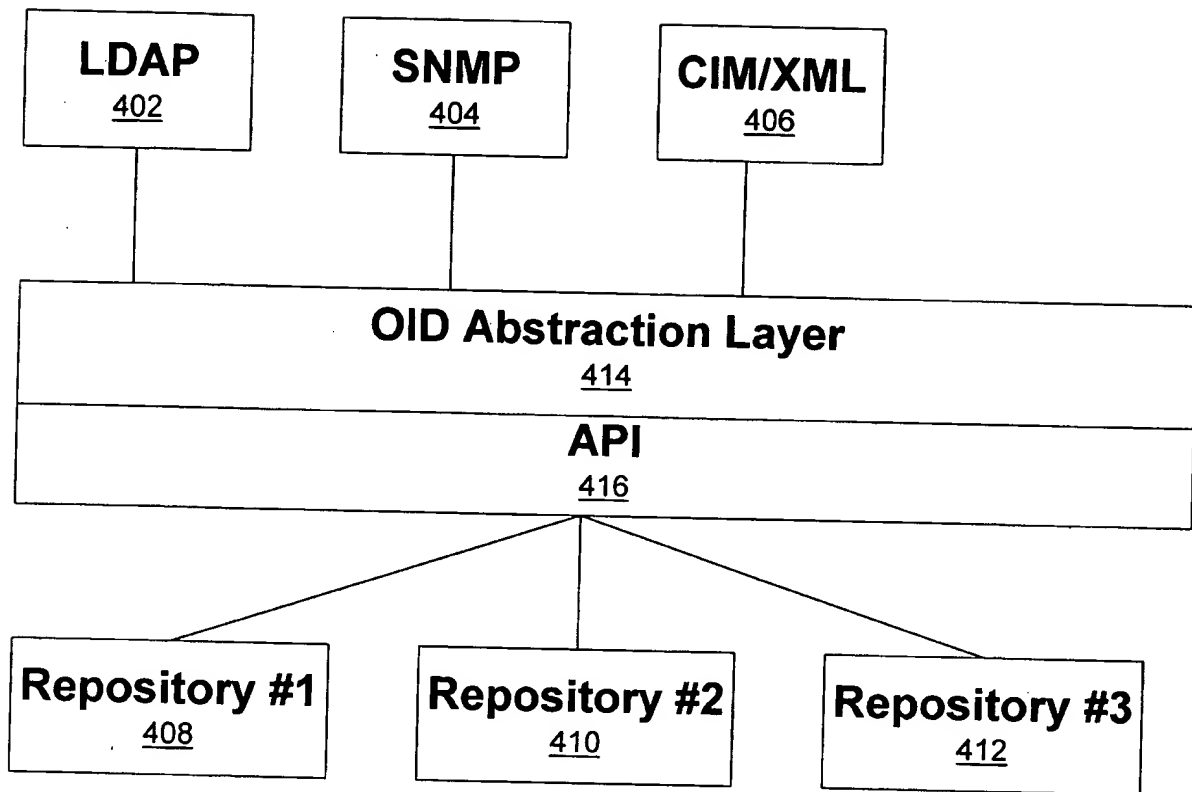 LDAP
402
SNMP
404
CIM/XML
406
OID Abstraction Layer
414
API
416
Repository #1
408
Repository #2
410
Repository #3
412